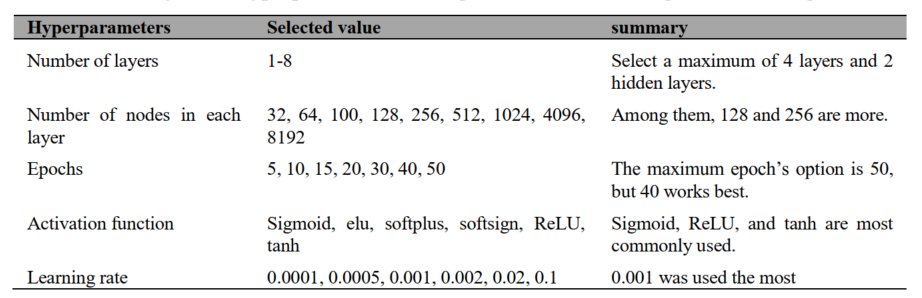 Hyperparameters Selected value summary
Number of layers 1-8 Select a maximum of 4 layers and 2
hidden layers.
Number of nodes in each 32, 64, 100, 128, 256, 512, 1024, 4096, Among them, 128 and 256 are more.
layer 8192
Epochs 5, 10, 15, 20, 30, 40, 50 The maximum epoch's option is 50,
but 40 works best.
Activation function Sigmoid, elu, softplus, softsign, ReLU, Sigmoid, ReLU, and tanh are most
tanh commonly used.
Learning rate 0.0001, 0.0005, 0.001, 0.002, 0.02, 0.1 0.001 was used the most